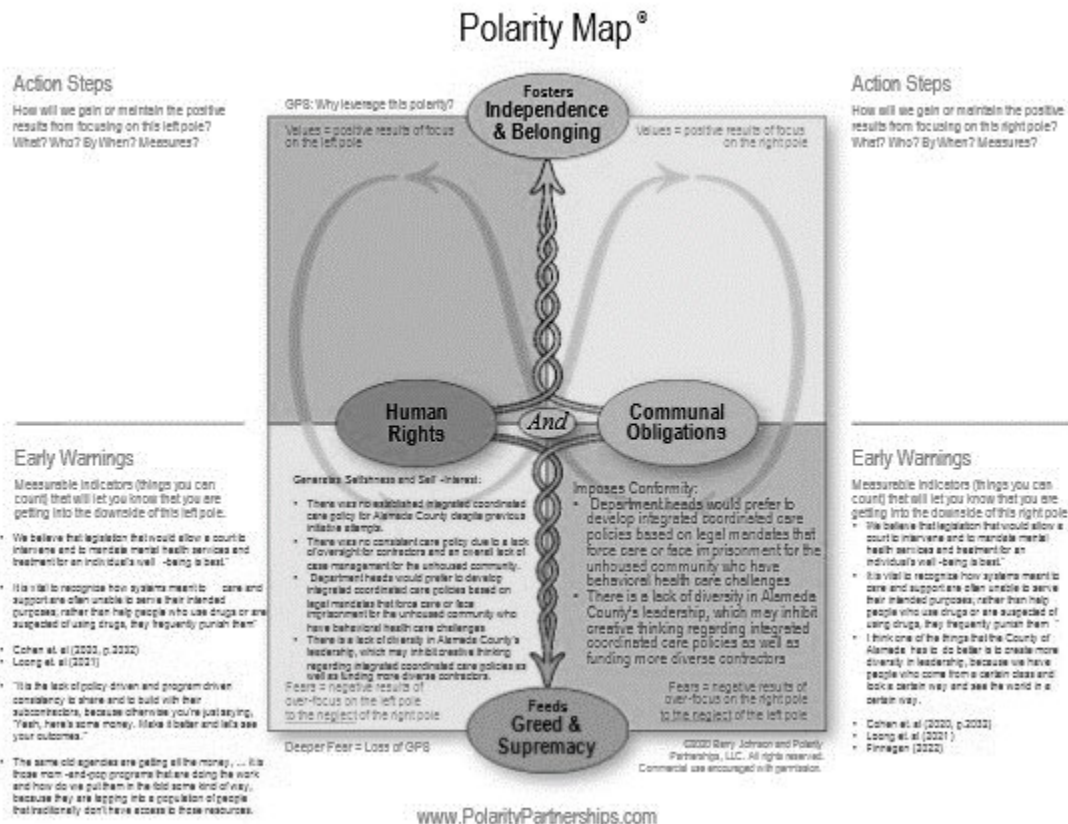 Polarity Map®
Action Steps
How will we gain or maintain the positive
results from focusing on this left pole?
What? Who? By When? Measures?
GPS: Why leverage this polarity?
Values = positive results of focus
on the left pole
Fosters
Independence
& Belonging
Values = positive results of focus
on the right pole
Action Steps
How will we gain or maintain the positive
results from focusing on this right pole?
What? Who? By When? Measures?
Human
Rights
And
Communal
Obligations
Early Warnings
Measurable indicators (things you can
count) that will let you know that you are
getting into the downside of this left pole.
• We believe that legislation that would allow a court to
intervene and to mandate mental health services and
treatment for an individual's well -being is best."
• It is vital to recognize how systems meant to care and
support are often unable to serve their intended
purposes, rather than help people who use drugs or are
suspected of using drugs, they frequently punish them"
• Cohen et. al (2020, p.2032)
• Loong et. al (2021)
• "It is the lack of policy driven and program driven
consistency to share and to build with their
subcontractors, because otherwise you're just saying,
"Yeah, here's some money. Make it better and let's see
your outcomes."
• The same old agencies are getting all the money, ... it is
those mom -and-pop programs that are doing the work
and how do we pull them in the fold some kind of way,
because they are tapping into a population of people
that traditionally don't have access to those resources.
Generates Selfishness and Self -Interest:
• There was no established integrated coordinated
care policy for Alameda County despite previous
initiative attempts.
• There was no consistent care policy due to a lack
of oversight for contractors and an overall lack of
case management for the unhoused community.
• Department heads would prefer to develop
integrated coordinated care policies based on
legal mandates that force care or face
imprisonment for the unhoused community who
have behavioral health care challenges
• There is a lack of diversity in Alameda County's
leadership, which may inhibit creative thinking
regarding integrated coordinated care policies as
well as funding more diverse contractors.
Fears = negative results of
over-focus on the left pole
to the neglect of the right pole
Deeper Fear = Loss of GPS
Imposes Conformity:
• Department heads would prefer to
develop integrated coordinated care
policies based on legal mandates that
force care or face imprisonment for the
unhoused community who have
behavioral health care challenges
• There is a lack of diversity in Alameda
County's leadership, which may inhibit
creative thinking regarding integrated
coordinated care policies as well as
funding more diverse contractors
Fears = negative results of
over-focus on the right pole
to the neglect of the left pole
Feeds
Greed &
Supremacy
©2020 Barry Johnson and Polarity
Partnerships, LLC. All rights reserved.
Commercial use encouraged with permission.
Early Warnings
Measurable indicators (things you can
count) that will let you know that you are
getting into the downside of this right pole
• We believe that legislation that would allow a
court to intervene and to mandate mental
health services and treatment for an
individual's well -being is best."
• It is vital to recognize how systems meant to
care and support are often unable to serve
their intended purposes, rather than help
people who use drugs or are suspected of
using drugs, they frequently punish them "
• I think one of the things that the County of
Alameda has to do better is to create more
diversity in leadership, because we have
people who come from a certain class and
look a certain way and see the world in a
certain way.
• Cohen et. al (2020, p.2032)
• Loong et. al (2021)
• Finnegan (2022)
www.PolarityPartnerships.com